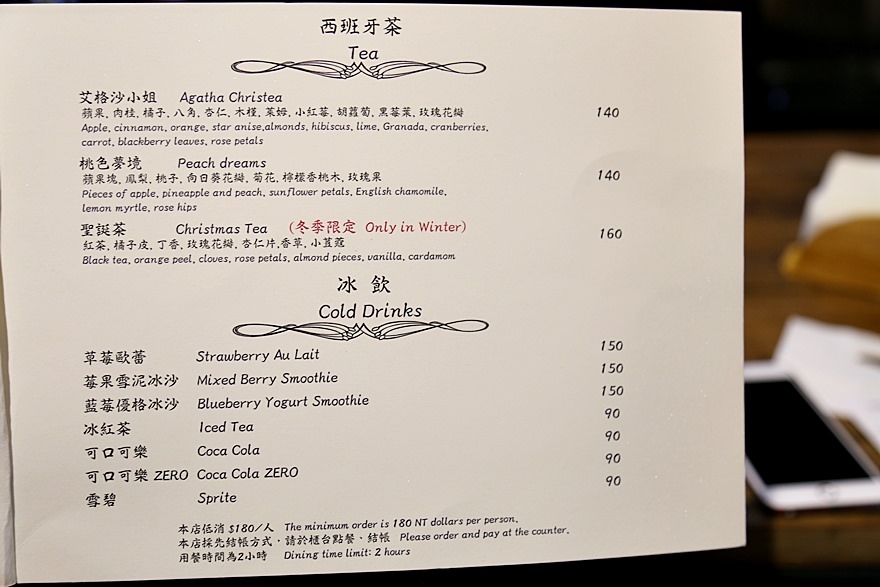 西班牙茶
Tea
艾格沙小姐 Agatha Christea
蘋果, 肉桂, 橘子, 八角, 杏仁, 木槿, 萊姆, 小紅莓, 胡蘿蔔, 黑莓葉, 玫瑰花瓣 140
Apple, cinnamon, orange, star anise,almonds, hibiscus, lime, Granada, cranberries,
carrot, blackberry leaves, rose petals
桃色夢境 Peach dreams
蘋果塊, 鳳梨, 桃子, 向日葵花瓣, 菊花, 檸檬香桃木, 玫瑰果 140
Pieces of apple, pineapple and peach, sunflower petals, English chamomile,
lemon myrtle, rose hips
聖誕茶 Christmas Tea (冬季限定 Only in Winter) 160
紅茶, 橘子皮, 丁香, 玫瑰花瓣, 杏仁片,香草, 小荳蔻
Black tea, orange peel, cloves, rose petals, almond pieces, vanilla, cardamom
冰飲
Cold Drinks
草莓歐蕾 Strawberry Au Lait 150
莓果雪泥冰沙 Mixed Berry Smoothie 150
藍莓優格冰沙 Blueberry Yogurt Smoothie 150
冰紅茶 Iced Tea 90
可口可樂 Coca Cola 90
可口可樂 ZERO Coca Cola ZERO 90
雪碧 Sprite 90
本店低消 $180/人 The minimum order is 180 NT dollars per person.
本店採先結帳方式，請於櫃台點餐、結帳 Please order and pay at the counter.
用餐時間為2小時 Dining time limit: 2 hours